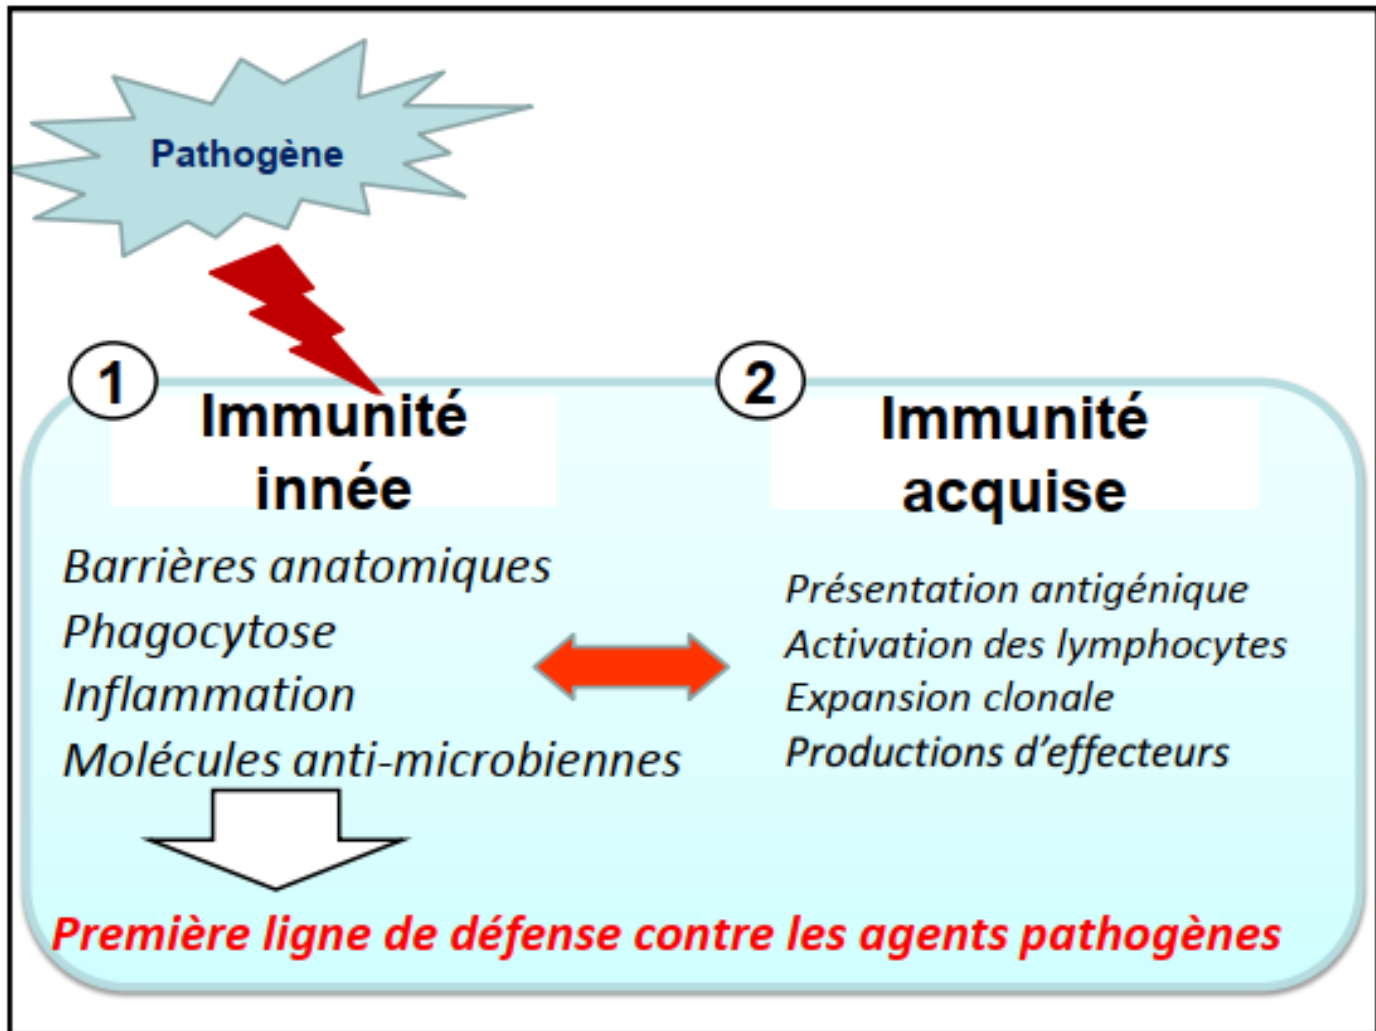 Pathogène
1
Immunité
innée
Barrières anatomiques
Phagocytose
Inflammation
Molécules anti-microbiennes
2
Immunité
acquise
Présentation antigénique
Activation des lymphocytes
Expansion clonale
Productions d’effecteurs
Première ligne de défense contre les agents pathogènes